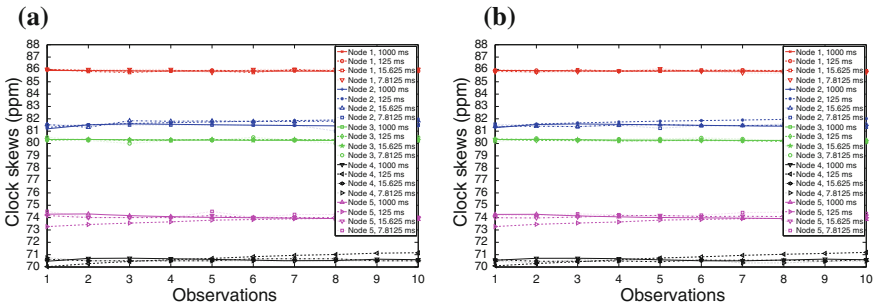 (a)
Clock skews (ppm)
88
87
86
85
84
83
82
81
80
79
78
77
76
75
74
73
72
71
70
1
2
3
4
5
6
7
8
9
10
Observations
Node 1, 1000 ms
Node 1, 125 ms
Node 1, 15.625 ms
Node 1, 7.8125 ms
Node 2, 1000 ms
Node 2, 125 ms
Node 2, 15.625 ms
Node 2, 7.8125 ms
Node 3, 1000 ms
Node 3, 125 ms
Node 3, 15.625 ms
Node 3, 7.8125 ms
Node 4, 1000 ms
Node 4, 125 ms
Node 4, 15.625 ms
Node 4, 7.8125 ms
Node 5, 1000 ms
Node 5, 125 ms
Node 5, 15.625 ms
Node 5, 7.8125 ms
(b)
Clock skews (ppm)
88
87
86
85
84
83
82
81
80
79
78
77
76
75
74
73
72
71
70
1
2
3
4
5
6
7
8
9
10
Observations
Node 1, 1000 ms
Node 1, 125 ms
Node 1, 15.625 ms
Node 1, 7.8125 ms
Node 2, 1000 ms
Node 2, 125 ms
Node 2, 15.625 ms
Node 2, 7.8125 ms
Node 3, 1000 ms
Node 3, 125 ms
Node 3, 15.625 ms
Node 3, 7.8125 ms
Node 4, 1000 ms
Node 4, 125 ms
Node 4, 15.625 ms
Node 4, 7.8125 ms
Node 5, 1000 ms
Node 5, 125 ms
Node 5, 15.625 ms
Node 5, 7.8125 ms